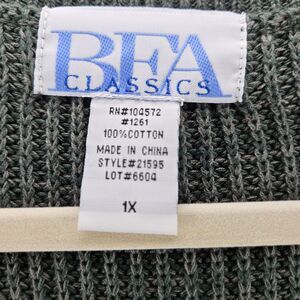 BFA
CLASSICS
RN#104572
#1261
100%COTTON
MADE IN CHINA
STYLE#21595
LOT#6604
1X